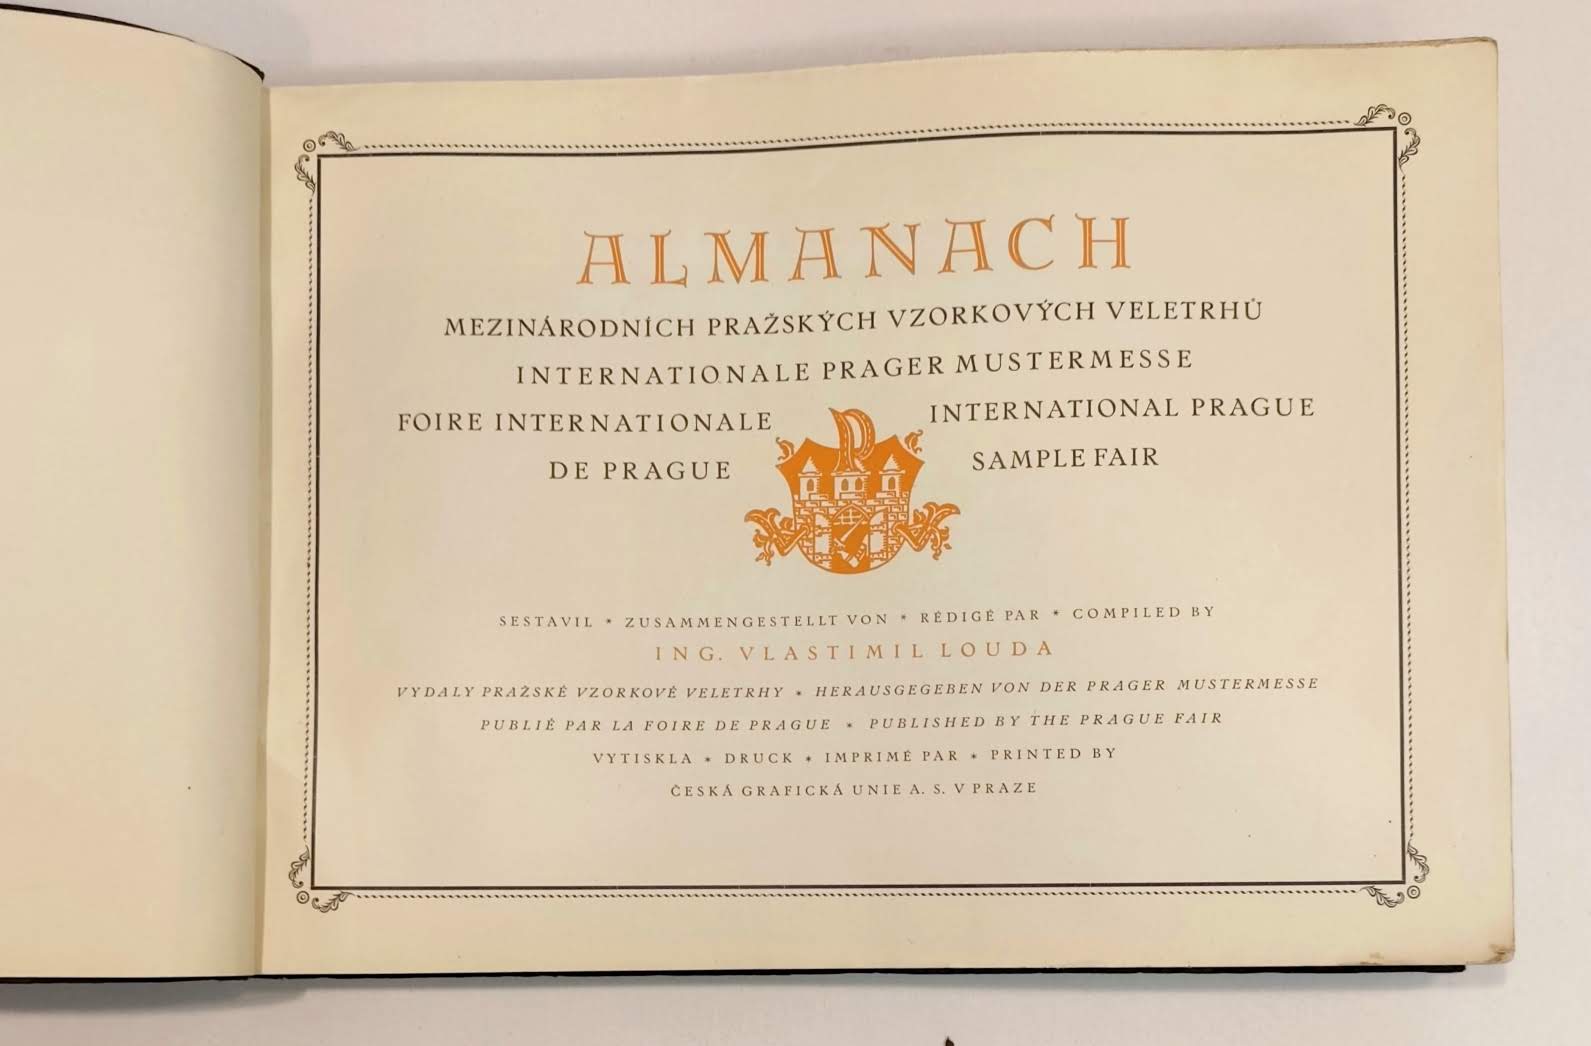 ALMANACH
MEZINÁRODNÍCH PRAŽSKÝCH VZORKOVÝCH VELETRHŮ
INTERNATIONALE PRAGER MUSTERMESSE
FOIRE INTERNATIONALE
DE PRAGUE
P
INTERNATIONAL PRAGUE
SAMPLE FAIR
SESTAVIL * ZUSAMMENGESTELLT VON * RÉDIGÉ PAR * COMPILED BY
ING. VLASTIMIL LOUDA
VYDALY PRAŽSKÉ VZORKOVÉ VELETRHY * HERAUSGEGEBEN VON DER PRAGER MUSTERMESSE
PUBLIÉ PAR LA FOIRE DE PRAGUE * PUBLISHED BY THE PRAGUE FAIR
VYTISKLA * DRUCK * IMPRIMÉ PAR * PRINTED BY
ČESKÁ GRAFICKÁ UNIE A. S. V PRAZE